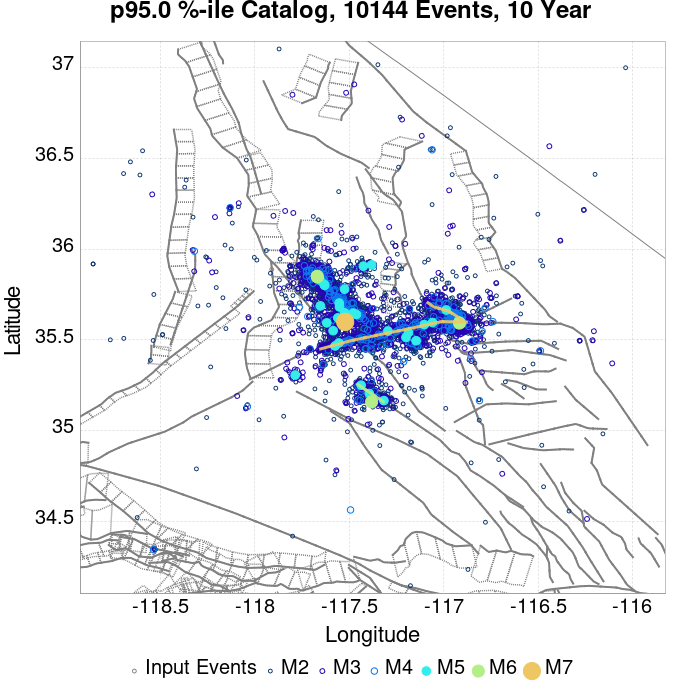 p95.0 %-ile Catalog, 10144 Events, 10 Year
37
36.5
36
35.5
35
34.5
Latitude
-118.5 -118 -117.5 -117 -116.5 -116
Longitude
Input Events M2 M3 M4 M5 M6 M7